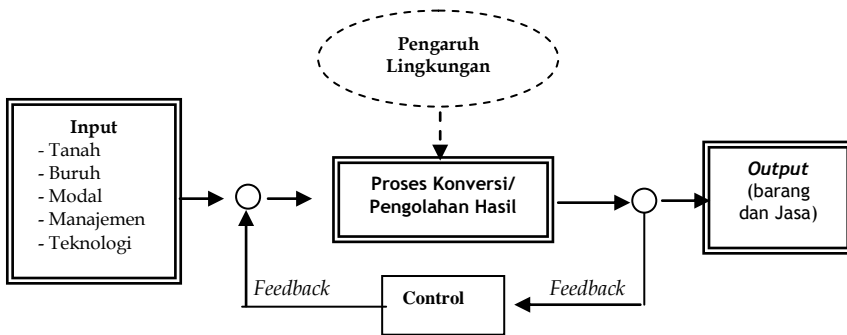 Pengaruh
Lingkungan
Input
- Tanah
- Buruh
- Modal
- Manajemen
- Teknologi
Proses Konversi/
Pengolahan Hasil
Output
(barang
dan Jasa)
Feedback
Control
Feedback